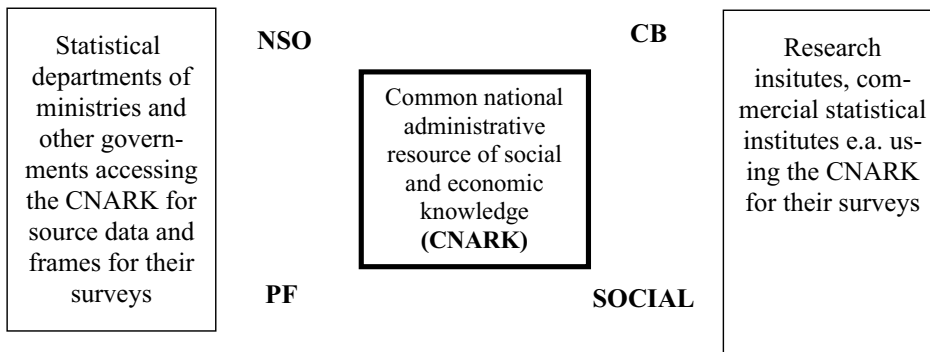 Statistical
departments of
ministries and
other govern-
ments accessing
the CNARK for
source data and
frames for their
surveys
NSO
CB
Common national
administrative
resource of social
and economic
knowledge
(CNARK)
PF
SOCIAL
Research
insitutes, com-
mercial statistical
institutes e.a. us-
ing the CNARK
for their surveys